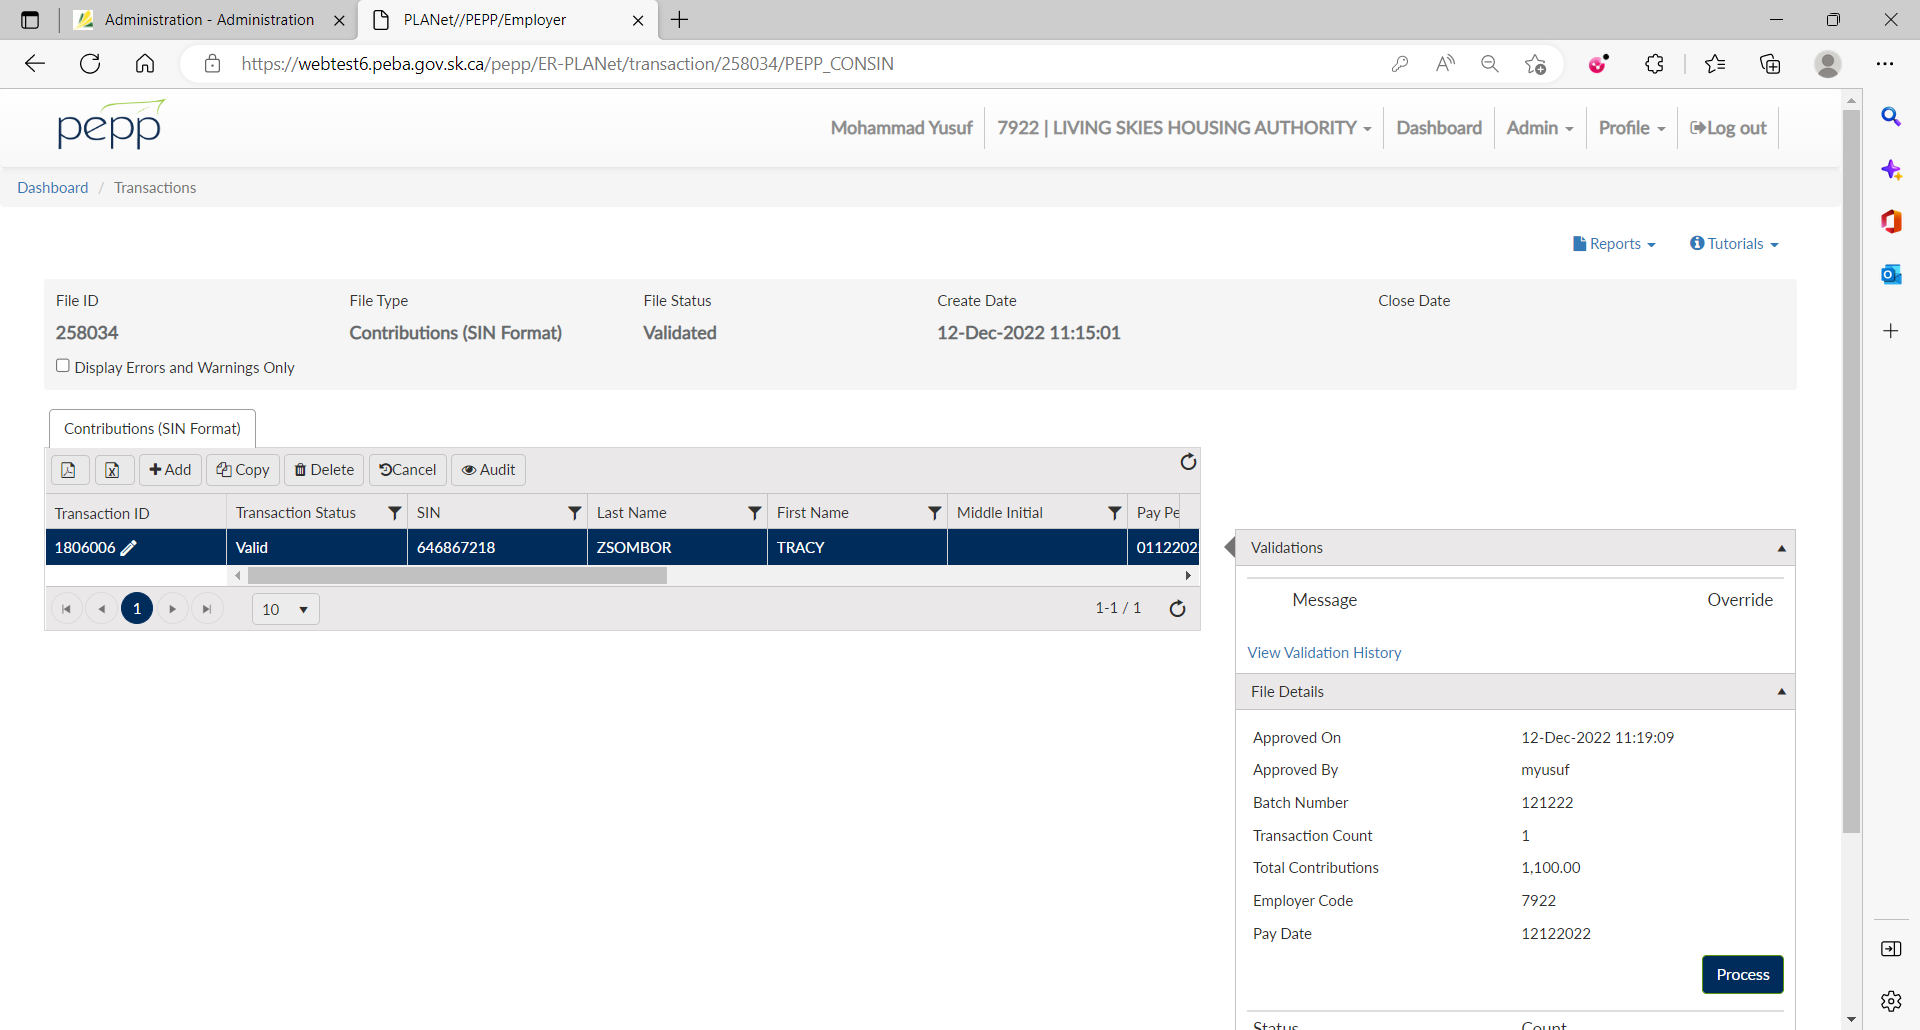 Administration - Administration
PLANet//PEPP/Employer
https://webtest6.peba.gov.sk.ca/pepp/ER-PLANet/transaction/258034/PEPP_CONSIN
pepp
Mohammad Yusuf
7922 | LIVING SKIES HOUSING AUTHORITY
Dashboard
Admin
Profile
Log out
Dashboard / Transactions
Reports
Tutorials
File ID
File Type
File Status
Create Date
Close Date
258034
Contributions (SIN Format)
Validated
12-Dec-2022 11:15:01
Display Errors and Warnings Only
Contributions (SIN Format)
Add
Copy
Delete
Cancel
Audit
Transaction ID
Transaction Status
SIN
Last Name
First Name
Middle Initial
Pay Pe
1806006
Valid
646867218
ZSOMBOR
TRACY
0112202
1
10
1-1 / 1
Validations
Message
Override
View Validation History
File Details
Approved On
12-Dec-2022 11:19:09
Approved By
myusuf
Batch Number
121222
Transaction Count
1
Total Contributions
1,100.00
Employer Code
7922
Pay Date
12122022
Process
Status
Count